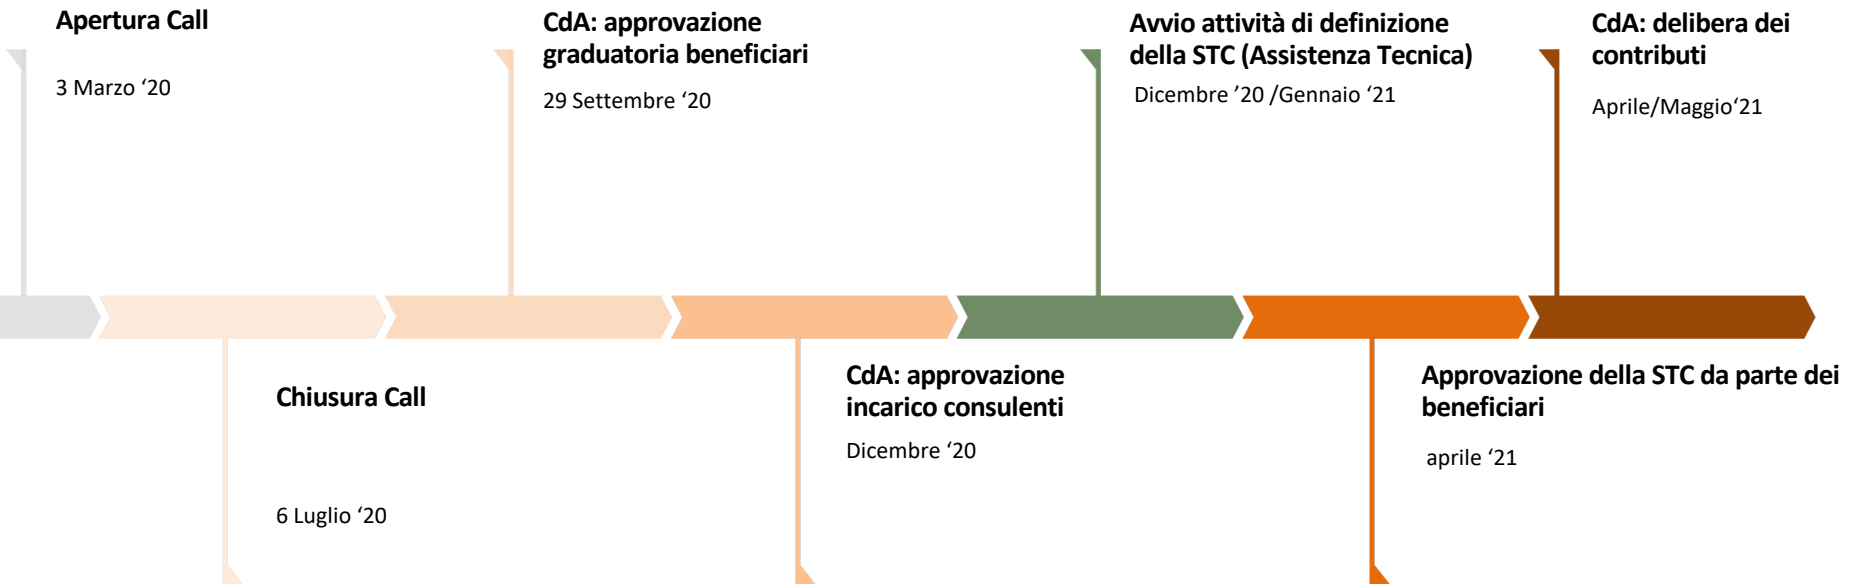 Apertura Call
3 Marzo ‘20
Chiusura Call
6 Luglio ‘20
CdA: approvazione
graduatoria beneficiari
29 Settembre ‘20
CdA: approvazione
incarico consulenti
Dicembre ‘20
Avvio attività di definizione
della STC (Assistenza Tecnica)
Dicembre ’20 /Gennaio ‘21
Approvazione della STC da parte dei
beneficiari
aprile ‘21
CdA: delibera dei
contributi
Aprile/Maggio‘21